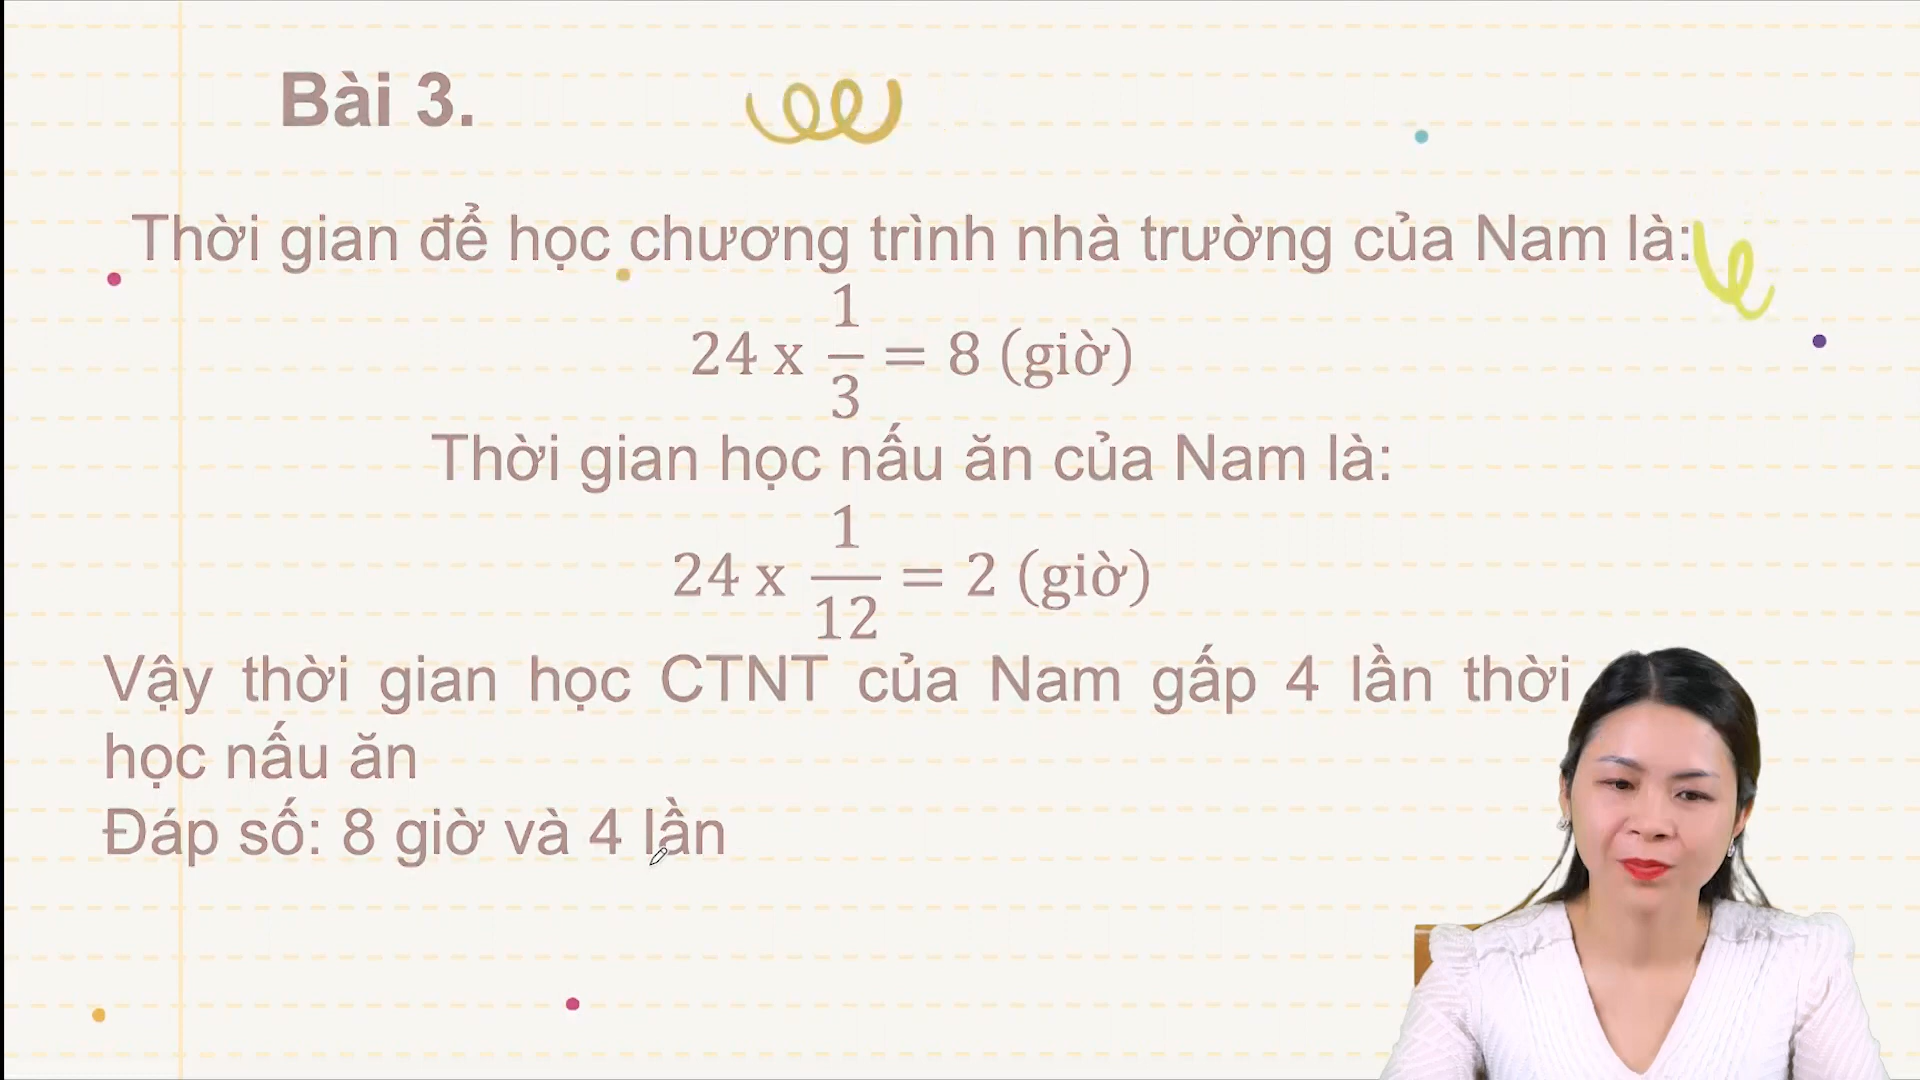 Bài 3.
Thời gian để học chương trình nhà trường của Nam là:
24 x 1/3 = 8 (giờ)
Thời gian học nấu ăn của Nam là:
24 x 1/12 = 2 (giờ)
Vậy thời gian học CTNT của Nam gấp 4 lần thời
học nấu ăn
Đáp số: 8 giờ và 4 lần